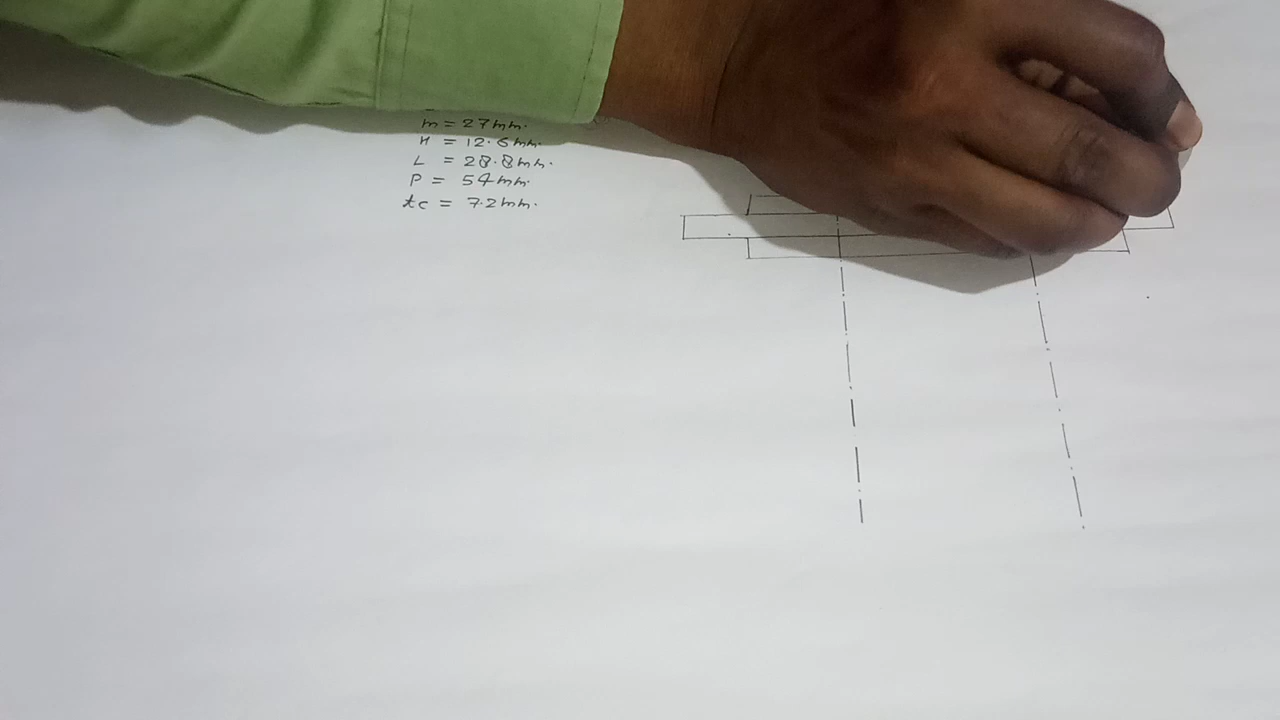 m = 27mm.
H = 12.6mm.
L = 28.8mm.
P = 54mm.
tc = 7.2mm.